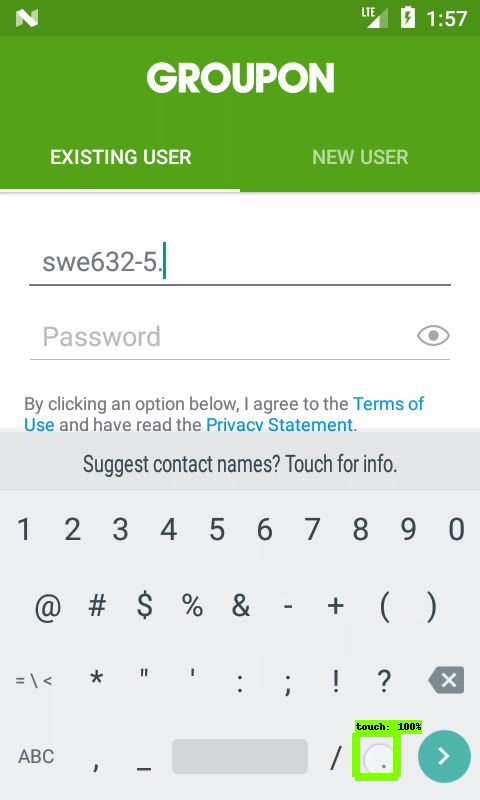 LTE 1:57
GROUPON
EXISTING USER NEW USER
swe632-5.
Password
By clicking an option below, I agree to the Terms of
Use and have read the Privacy Statement.
Suggest contact names? Touch for info.
1 2 3 4 5 6 7 8 9 0
@ # $ % & - + ( )
= \ < * " ' : ; ! ?
touch: 100%
ABC , _ / .